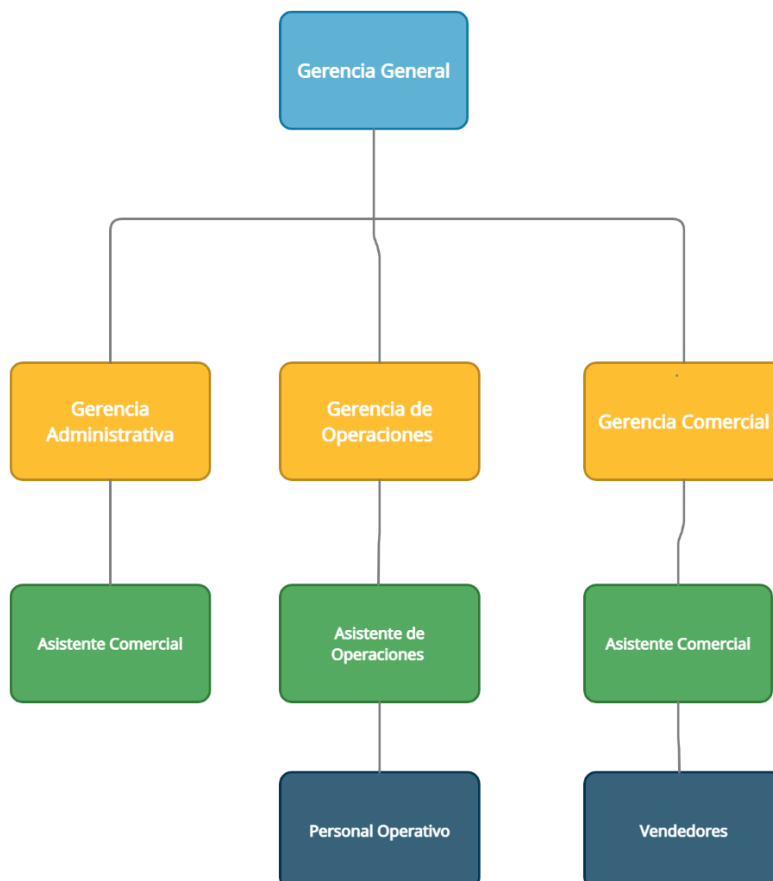 Gerencia General
Gerencia
Administrativa
Gerencia de
Operaciones
Gerencia Comercial
Asistente Comercial
Asistente de
Operaciones
Asistente Comercial
Personal Operativo
Vendedores